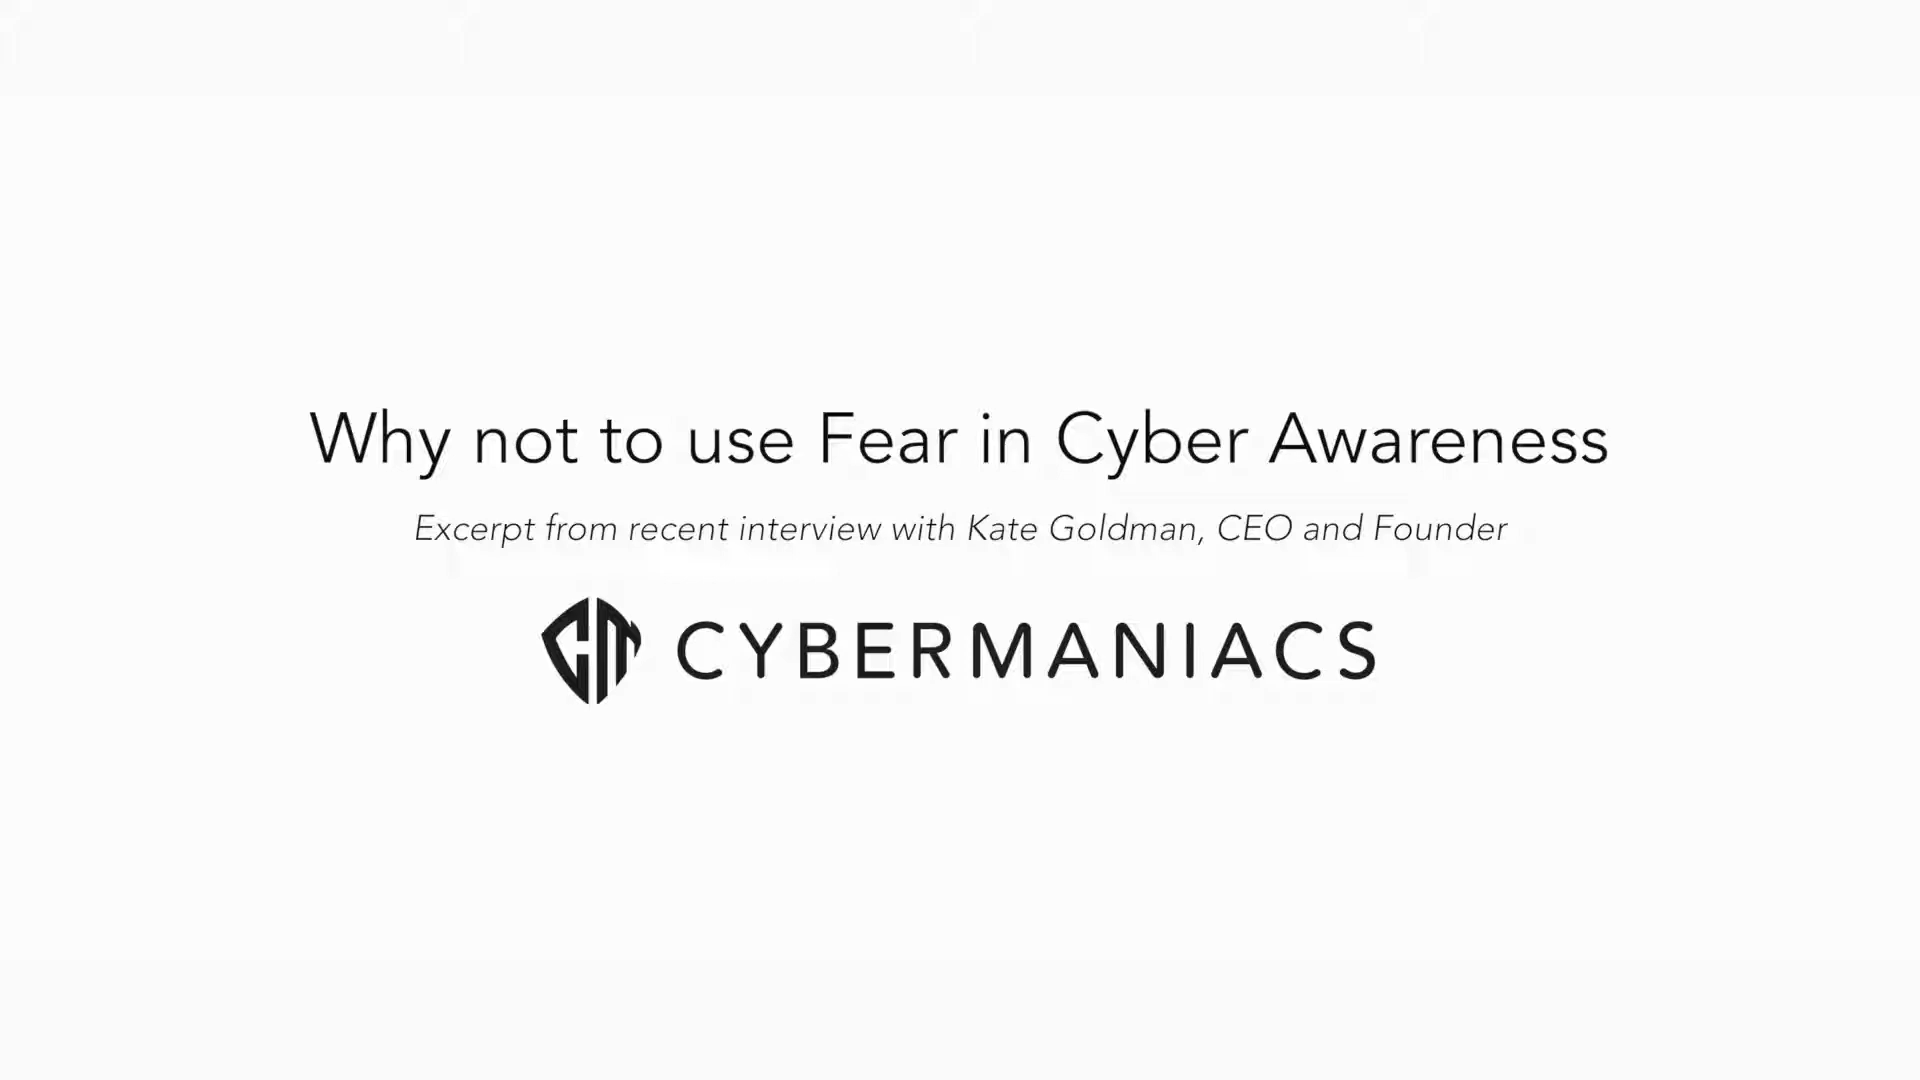 Why not to use Fear in Cyber Awareness
Excerpt from recent interview with Kate Goldman, CEO and Founder
CM CYBERMANIACS